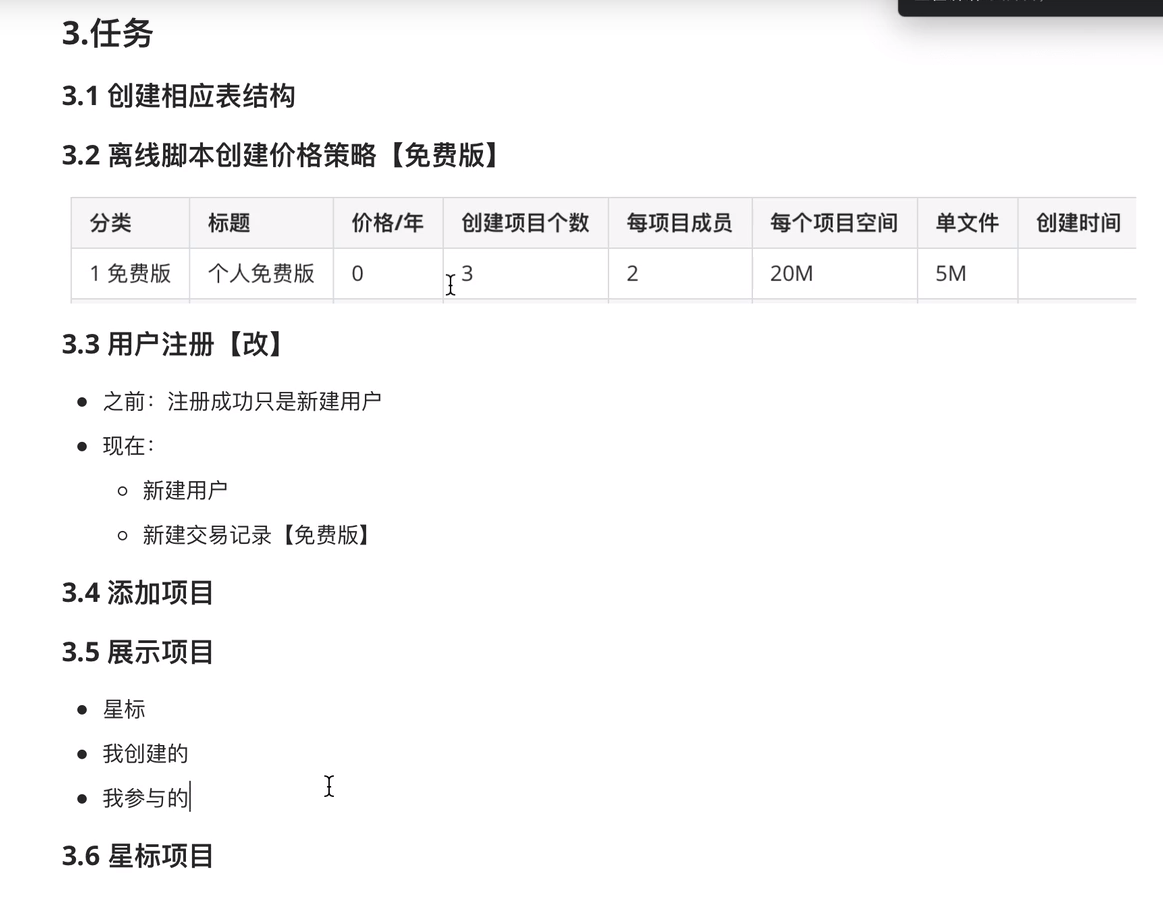 3.任务
3.1 创建相应表结构
3.2 离线脚本创建价格策略【免费版】
分类 标题 价格/年 创建项目个数 每项目成员 每个项目空间 单文件 创建时间
1 免费版 个人免费版 0 3 2 20M 5M
3.3 用户注册【改】
之前：注册成功只是新建用户
现在：
新建用户
新建交易记录【免费版】
3.4 添加项目
3.5 展示项目
星标
我创建的
我参与的
3.6 星标项目